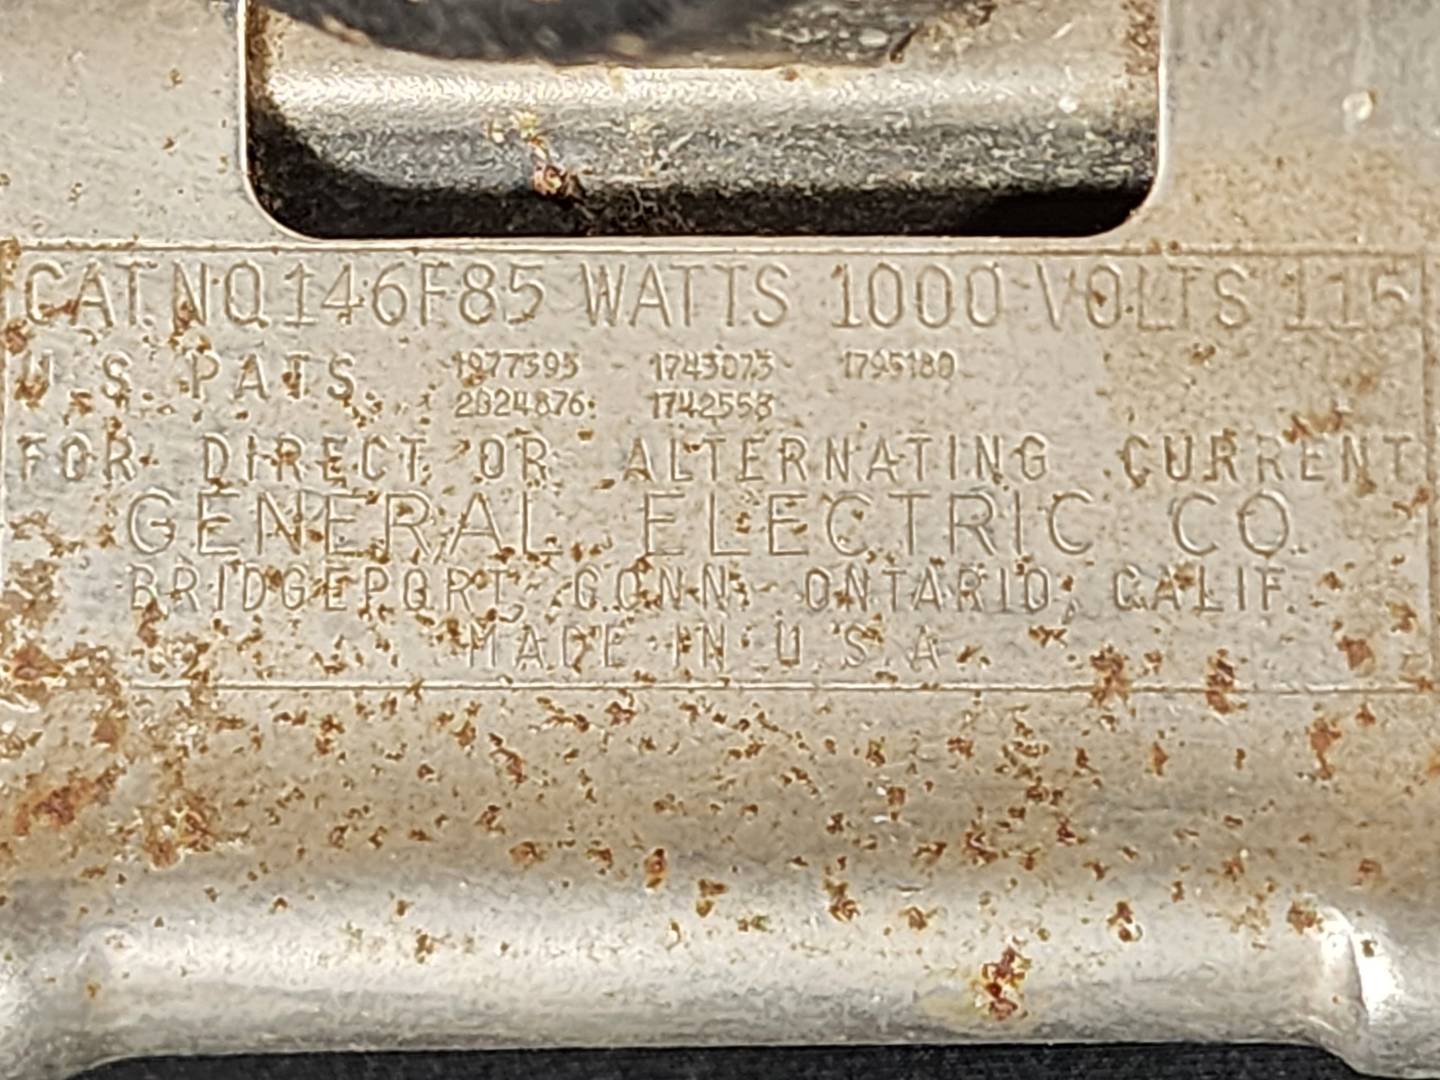 CAT.NO.146F85 WATTS 1000 VOLTS 115
U.S. PATS. 1977395 - 1743073 - 1795180
2024876 - 1742558
FOR DIRECT OR ALTERNATING CURRENT
GENERAL ELECTRIC CO.
BRIDGEPORT, CONN. ONTARIO, CALIF.
MADE IN U.S.A.